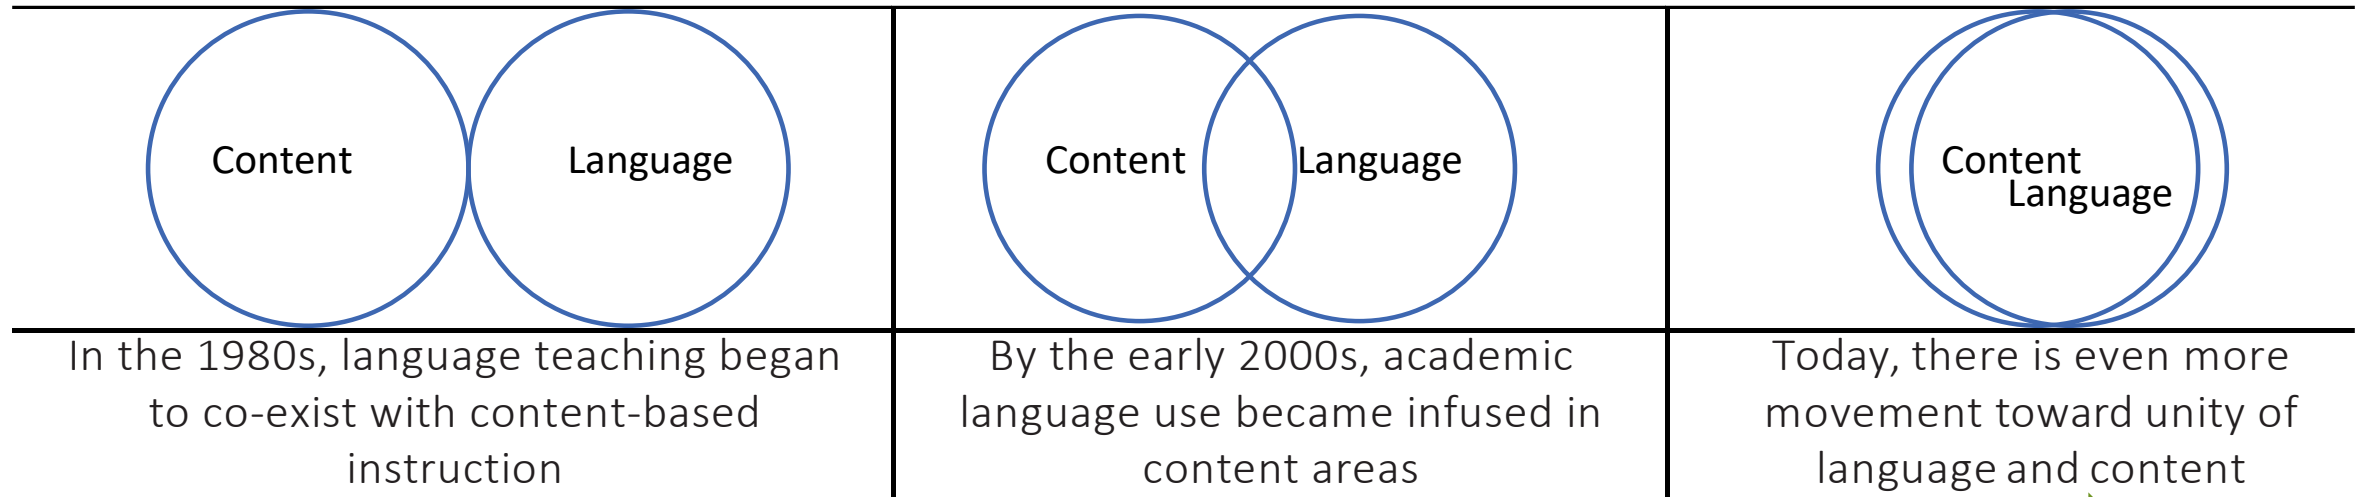 Content
Language
In the 1980s, language teaching began
to co-exist with content-based
instruction
Content
Language
By the early 2000s, academic
language use became infused in
content areas
Content
Language
Today, there is even more
movement toward unity of
language and content